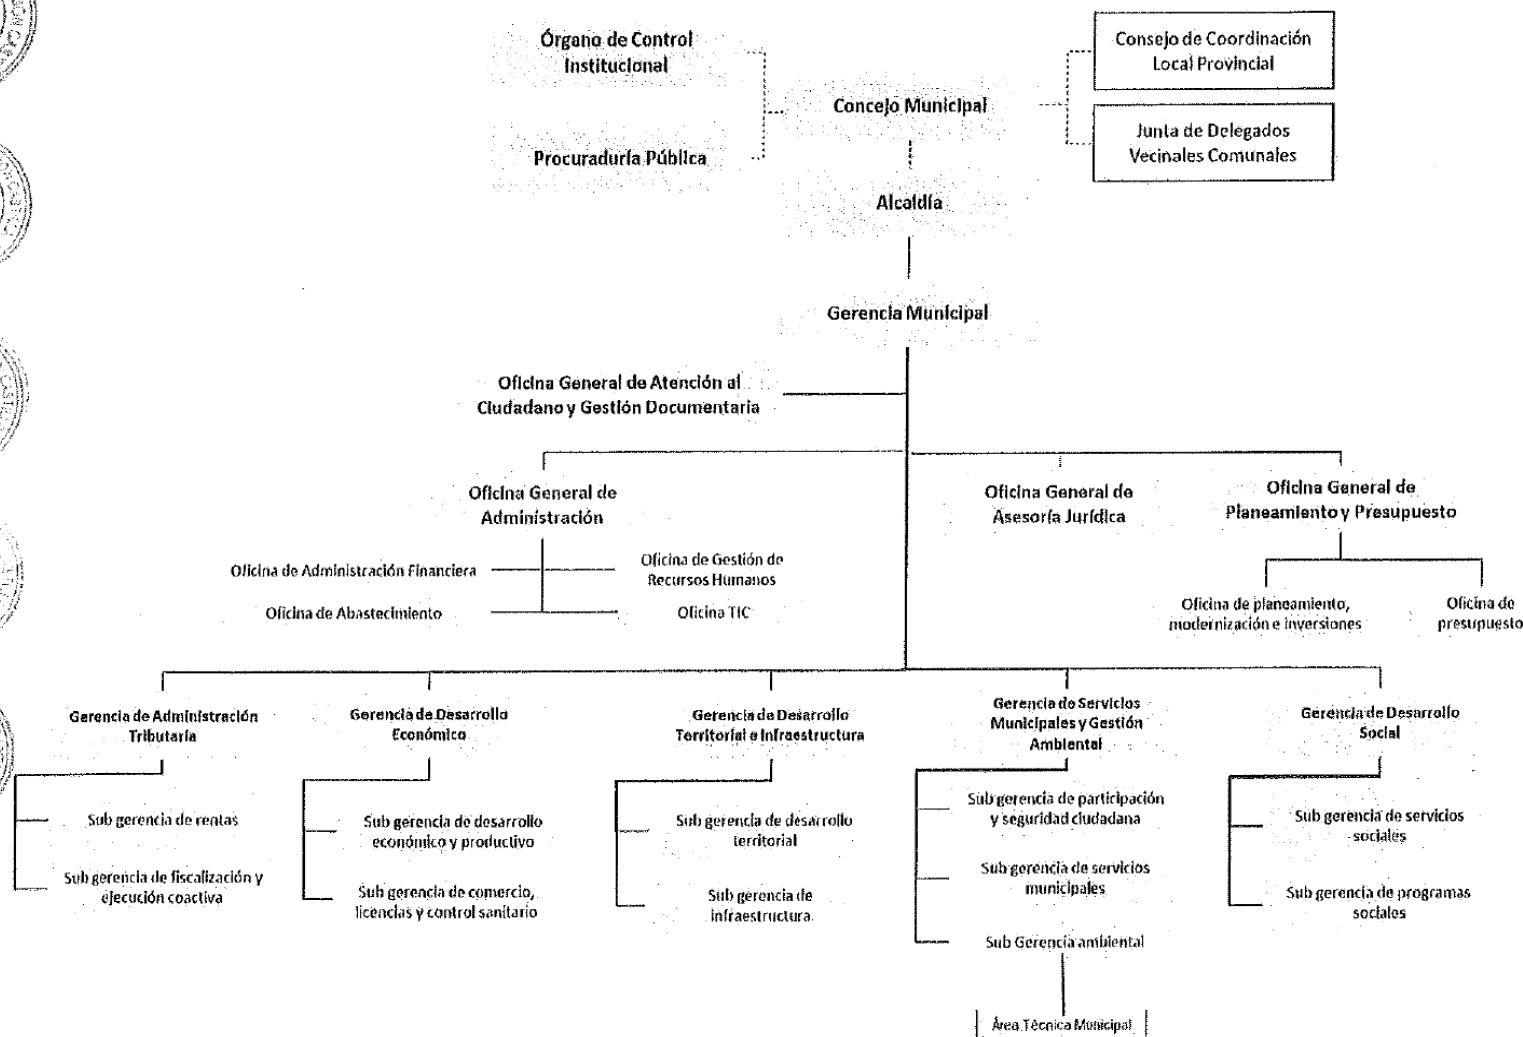 Órgano de Control
Institucional
Procuraduría Pública
Concejo Municipal
Consejo de Coordinación
Local Provincial
Junta de Delegados
Vecinales Comunales
Alcaldía
Gerencia Municipal
Oficina General de Atención al
Ciudadano y Gestión Documentaria
Oficina General de
Administración
Oficina General de
Asesoría Jurídica
Oficina General de
Planeamiento y Presupuesto
Oficina de Administración Financiera
Oficina de Gestión de
Recursos Humanos
Oficina de Abastecimiento
Oficina TIC
Oficina de planeamiento,
modernización e inversiones
Oficina de
presupuesto
Gerencia de Administración
Tributaria
Gerencia de Desarrollo
Económico
Gerencia de Desarrollo
Territorial e Infraestructura
Gerencia de Servicios
Municipales y Gestión
Ambiental
Gerencia de Desarrollo
Social
Sub gerencia de rentas
Sub gerencia de fiscalización y
ejecución coactiva
Sub gerencia de desarrollo
económico y productivo
Sub gerencia de comercio,
licencias y control sanitario
Sub gerencia de desarrollo
territorial
Sub gerencia de
infraestructura
Sub gerencia de participación
y seguridad ciudadana
Sub gerencia de servicios
municipales
Sub Gerencia ambiental
Área Técnica Municipal
Sub gerencia de servicios
sociales
Sub gerencia de programas
sociales